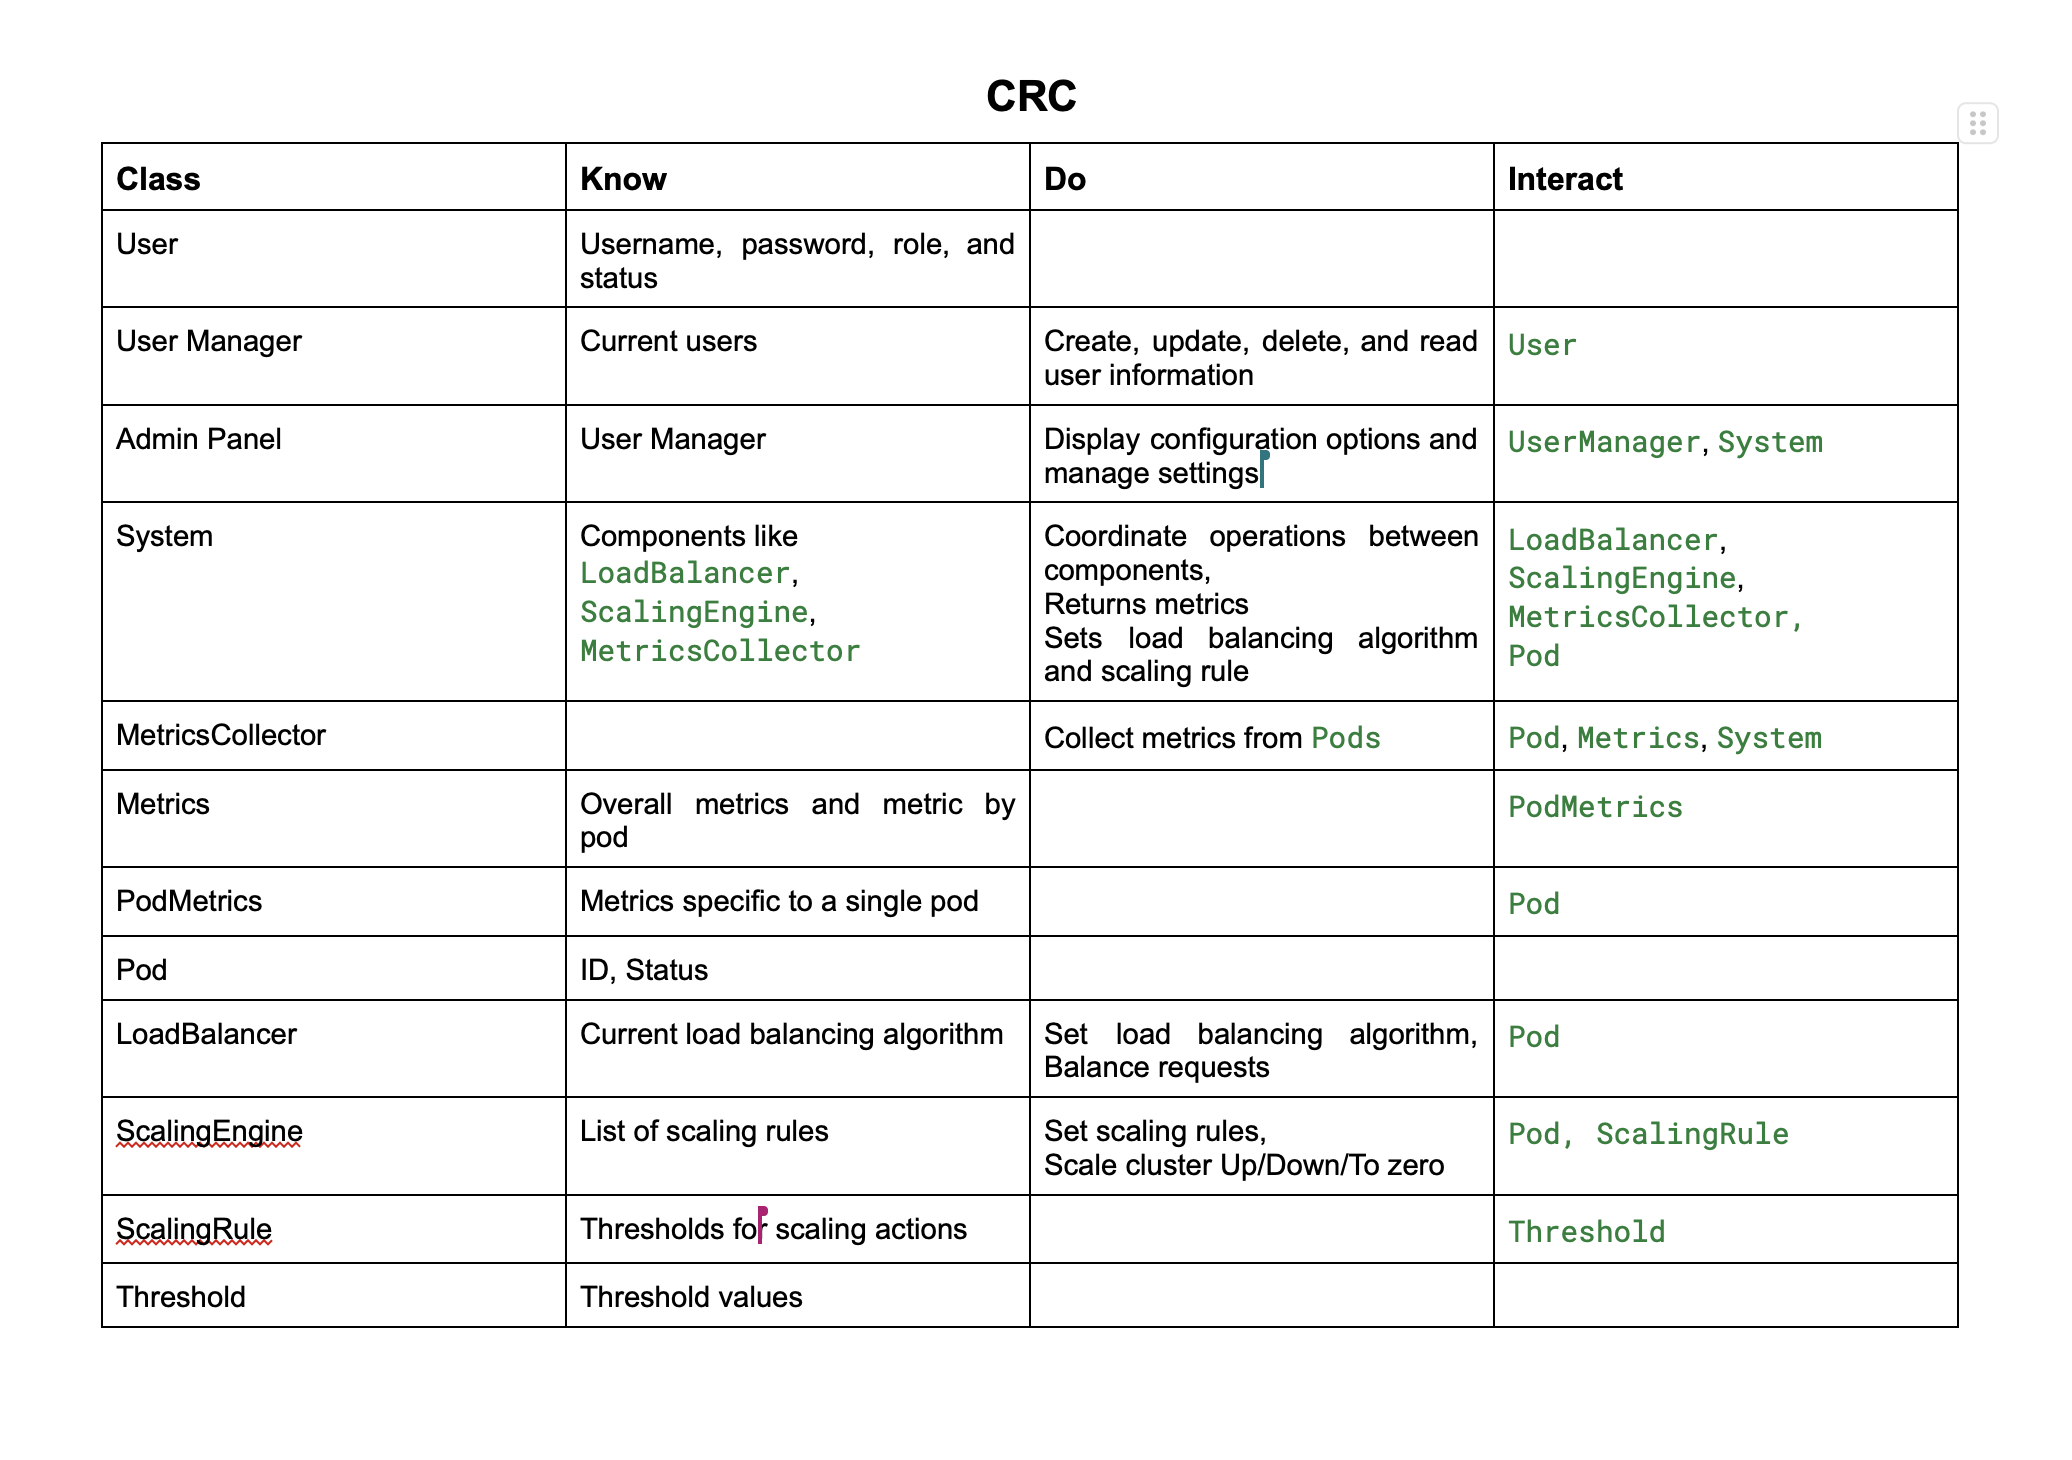 CRC
Class Know Do Interact
User Username, password, role, and
status
User Manager Current users Create, update, delete, and read User
user information
Admin Panel User Manager Display configuration options and UserManager, System
manage settings
System Components like Coordinate operations between LoadBalancer,
LoadBalancer, components, ScalingEngine,
ScalingEngine, Returns metrics MetricsCollector,
MetricsCollector Sets load balancing algorithm Pod
and scaling rule
MetricsCollector Collect metrics from Pods Pod, Metrics, System
Metrics Overall metrics and metric by PodMetrics
pod
PodMetrics Metrics specific to a single pod Pod
Pod ID, Status
LoadBalancer Current load balancing algorithm Set load balancing algorithm, Pod
Balance requests
ScalingEngine List of scaling rules Set scaling rules, Pod, ScalingRule
Scale cluster Up/Down/To zero
ScalingRule Thresholds for scaling actions Threshold
Threshold Threshold values